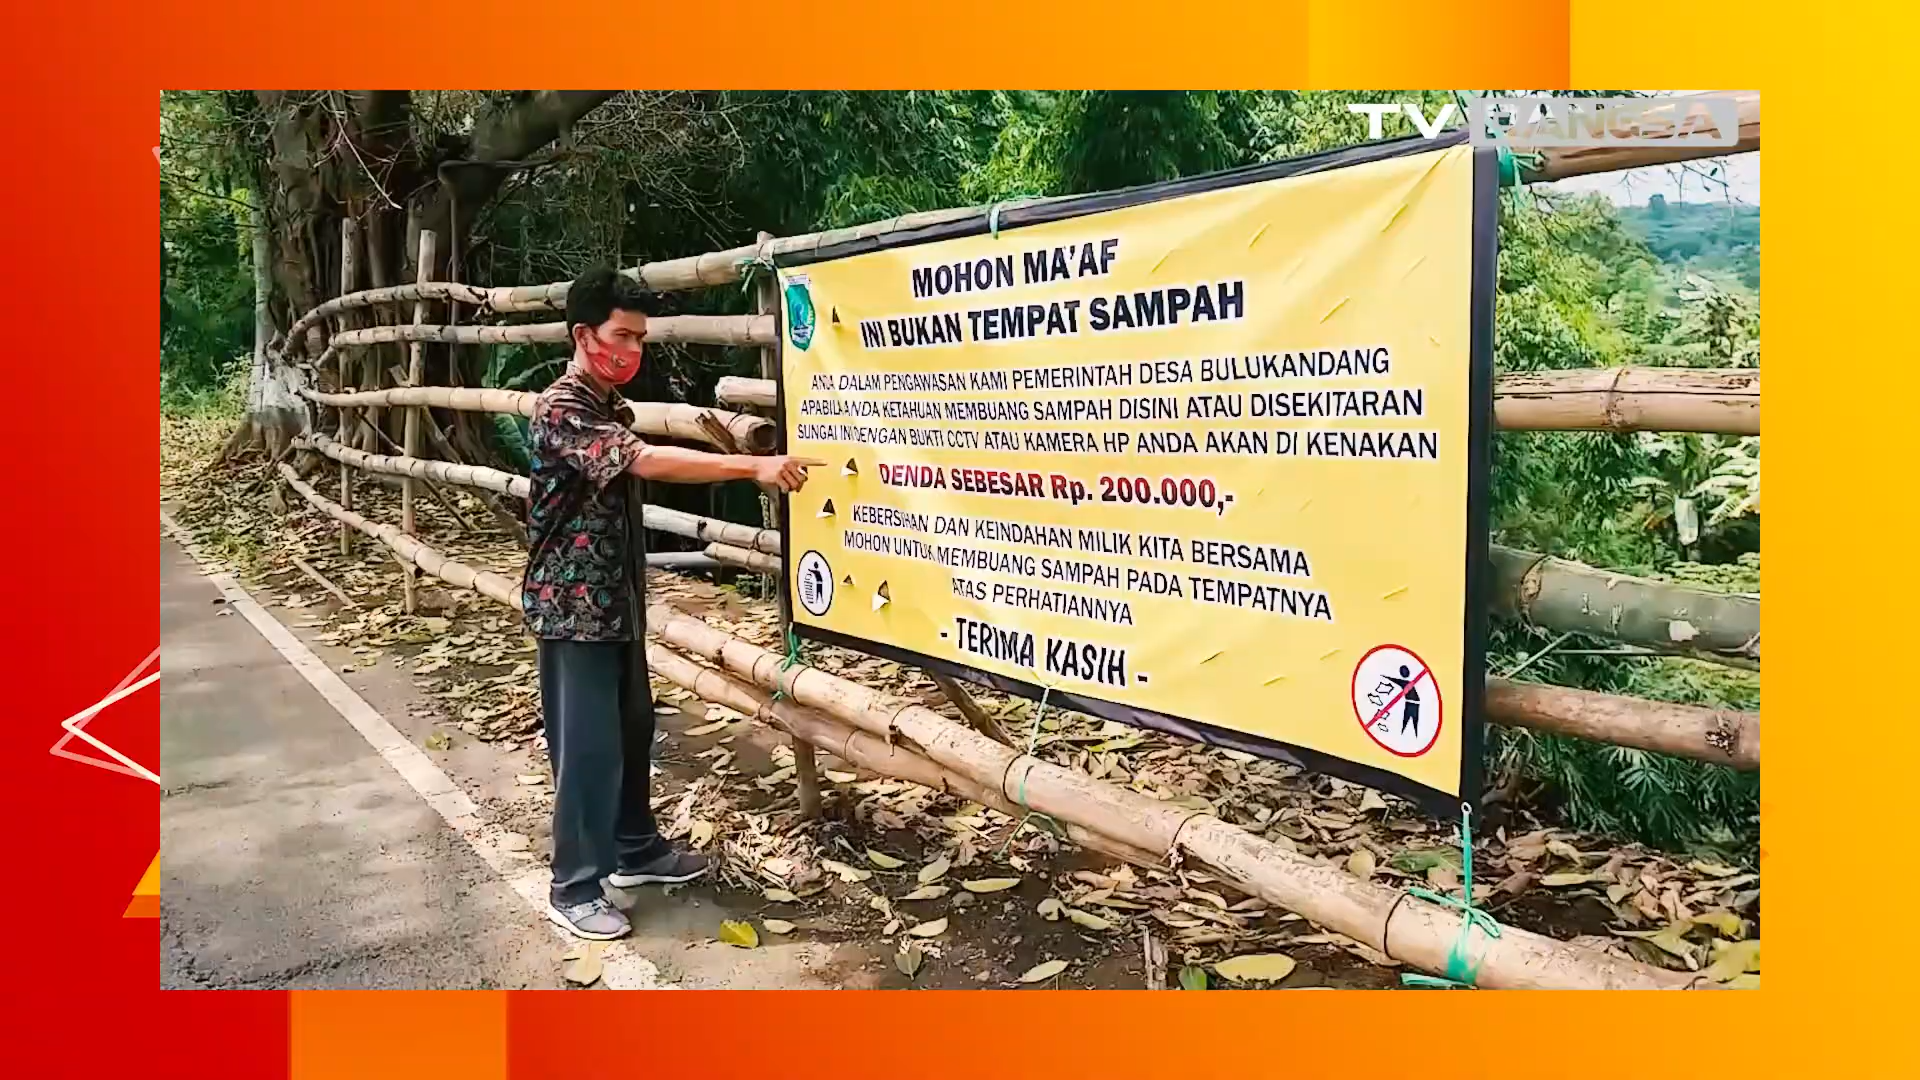 TV BANGSA
MOHON MA'AF
INI BUKAN TEMPAT SAMPAH
ANDA DALAM PENGAWASAN KAMI PEMERINTAH DESA BULUKANDANG
APABILA ANDA KETAHUAN MEMBUANG SAMPAH DISINI ATAU DISEKITARAN
SUNGAI INI DENGAN BUKTI CCTV ATAU KAMERA HP ANDA AKAN DI KENAKAN
DENDA SEBESAR Rp. 200.000,-
KEBERSIHAN DAN KEINDAHAN MILIK KITA BERSAMA
MOHON UNTUK MEMBUANG SAMPAH PADA TEMPATNYA
ATAS PERHATIANNYA
- TERIMA KASIH -